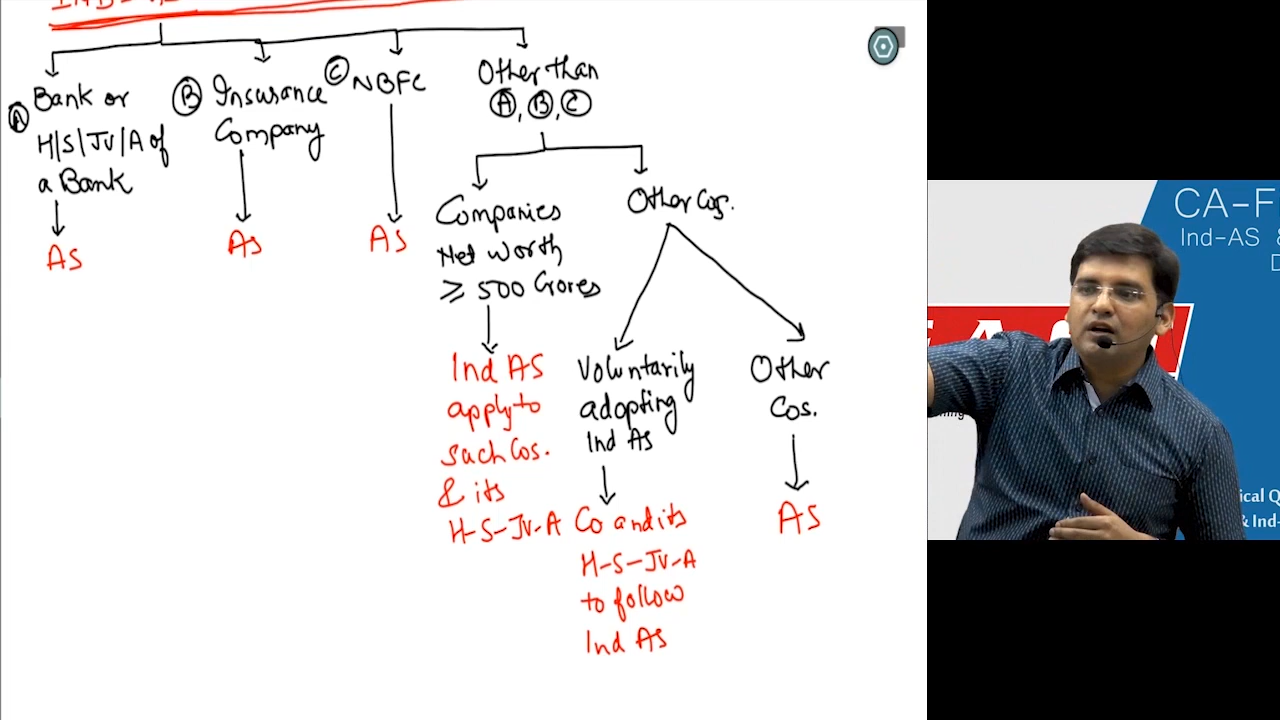 Ⓐ Bank or
H/S/JV/A of
a Bank
AS
Ⓑ Insurance
Company
AS
Ⓒ NBFC
AS
Other than
Ⓐ, Ⓑ, Ⓒ
Companies
Net Worth
≥ 500 Crores
Ind AS
apply to
such Cos.
& its
H-S-JV-A
Other Cos.
Voluntarily
adopting
Ind AS
Co and its
H-S-JV-A
to follow
Ind AS
Other
Cos.
AS
CA-F
Ind-AS &
D
ical Q
& Ind-